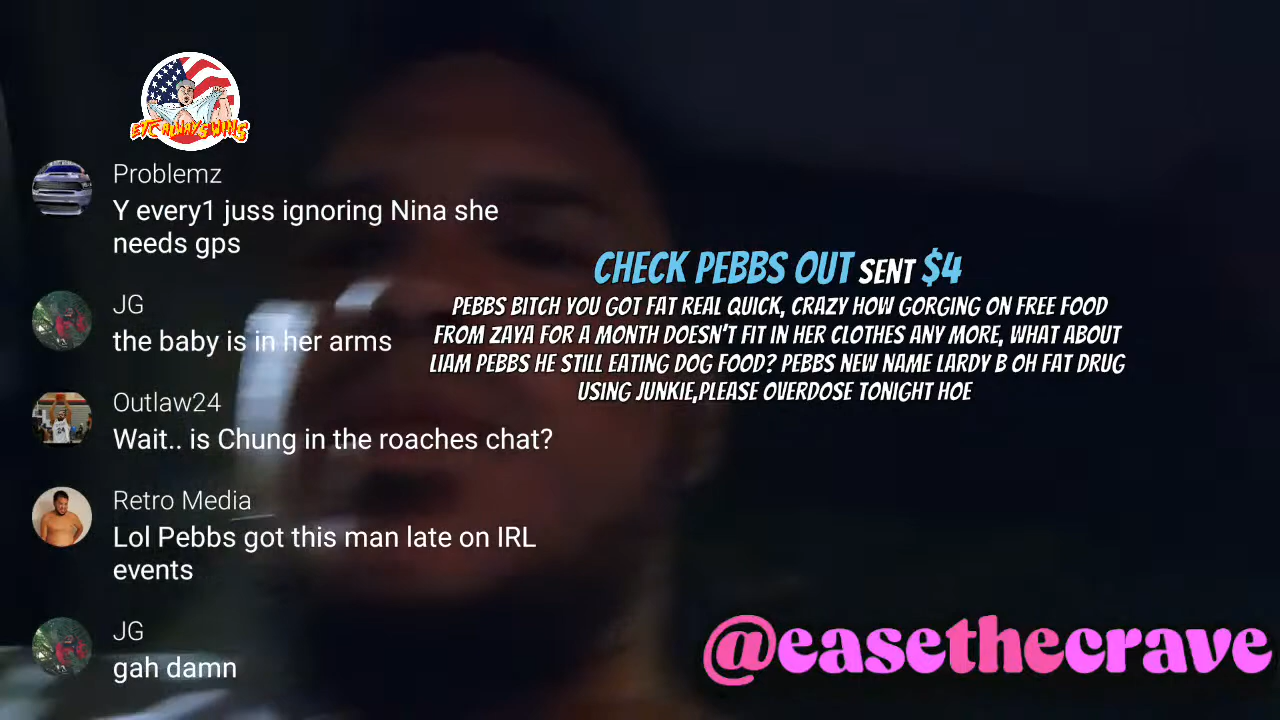 ETC ALWAYS WINS
Problemz
Y every1 juss ignoring Nina she
needs gps
JG
the baby is in her arms
Outlaw24
Wait.. is Chung in the roaches chat?
Retro Media
Lol Pebbs got this man late on IRL
events
JG
gah damn
CHECK PEBBS OUT SENT $4
PEBBS BITCH YOU GOT FAT REAL QUICK, CRAZY HOW GORGING ON FREE FOOD
FROM ZAYA FOR A MONTH DOESN'T FIT IN HER CLOTHES ANY MORE, WHAT ABOUT
LIAM PEBBS HE STILL EATING DOG FOOD? PEBBS NEW NAME LARDY B OH FAT DRUG
USING JUNKIE,PLEASE OVERDOSE TONIGHT HOE
@easethecrave